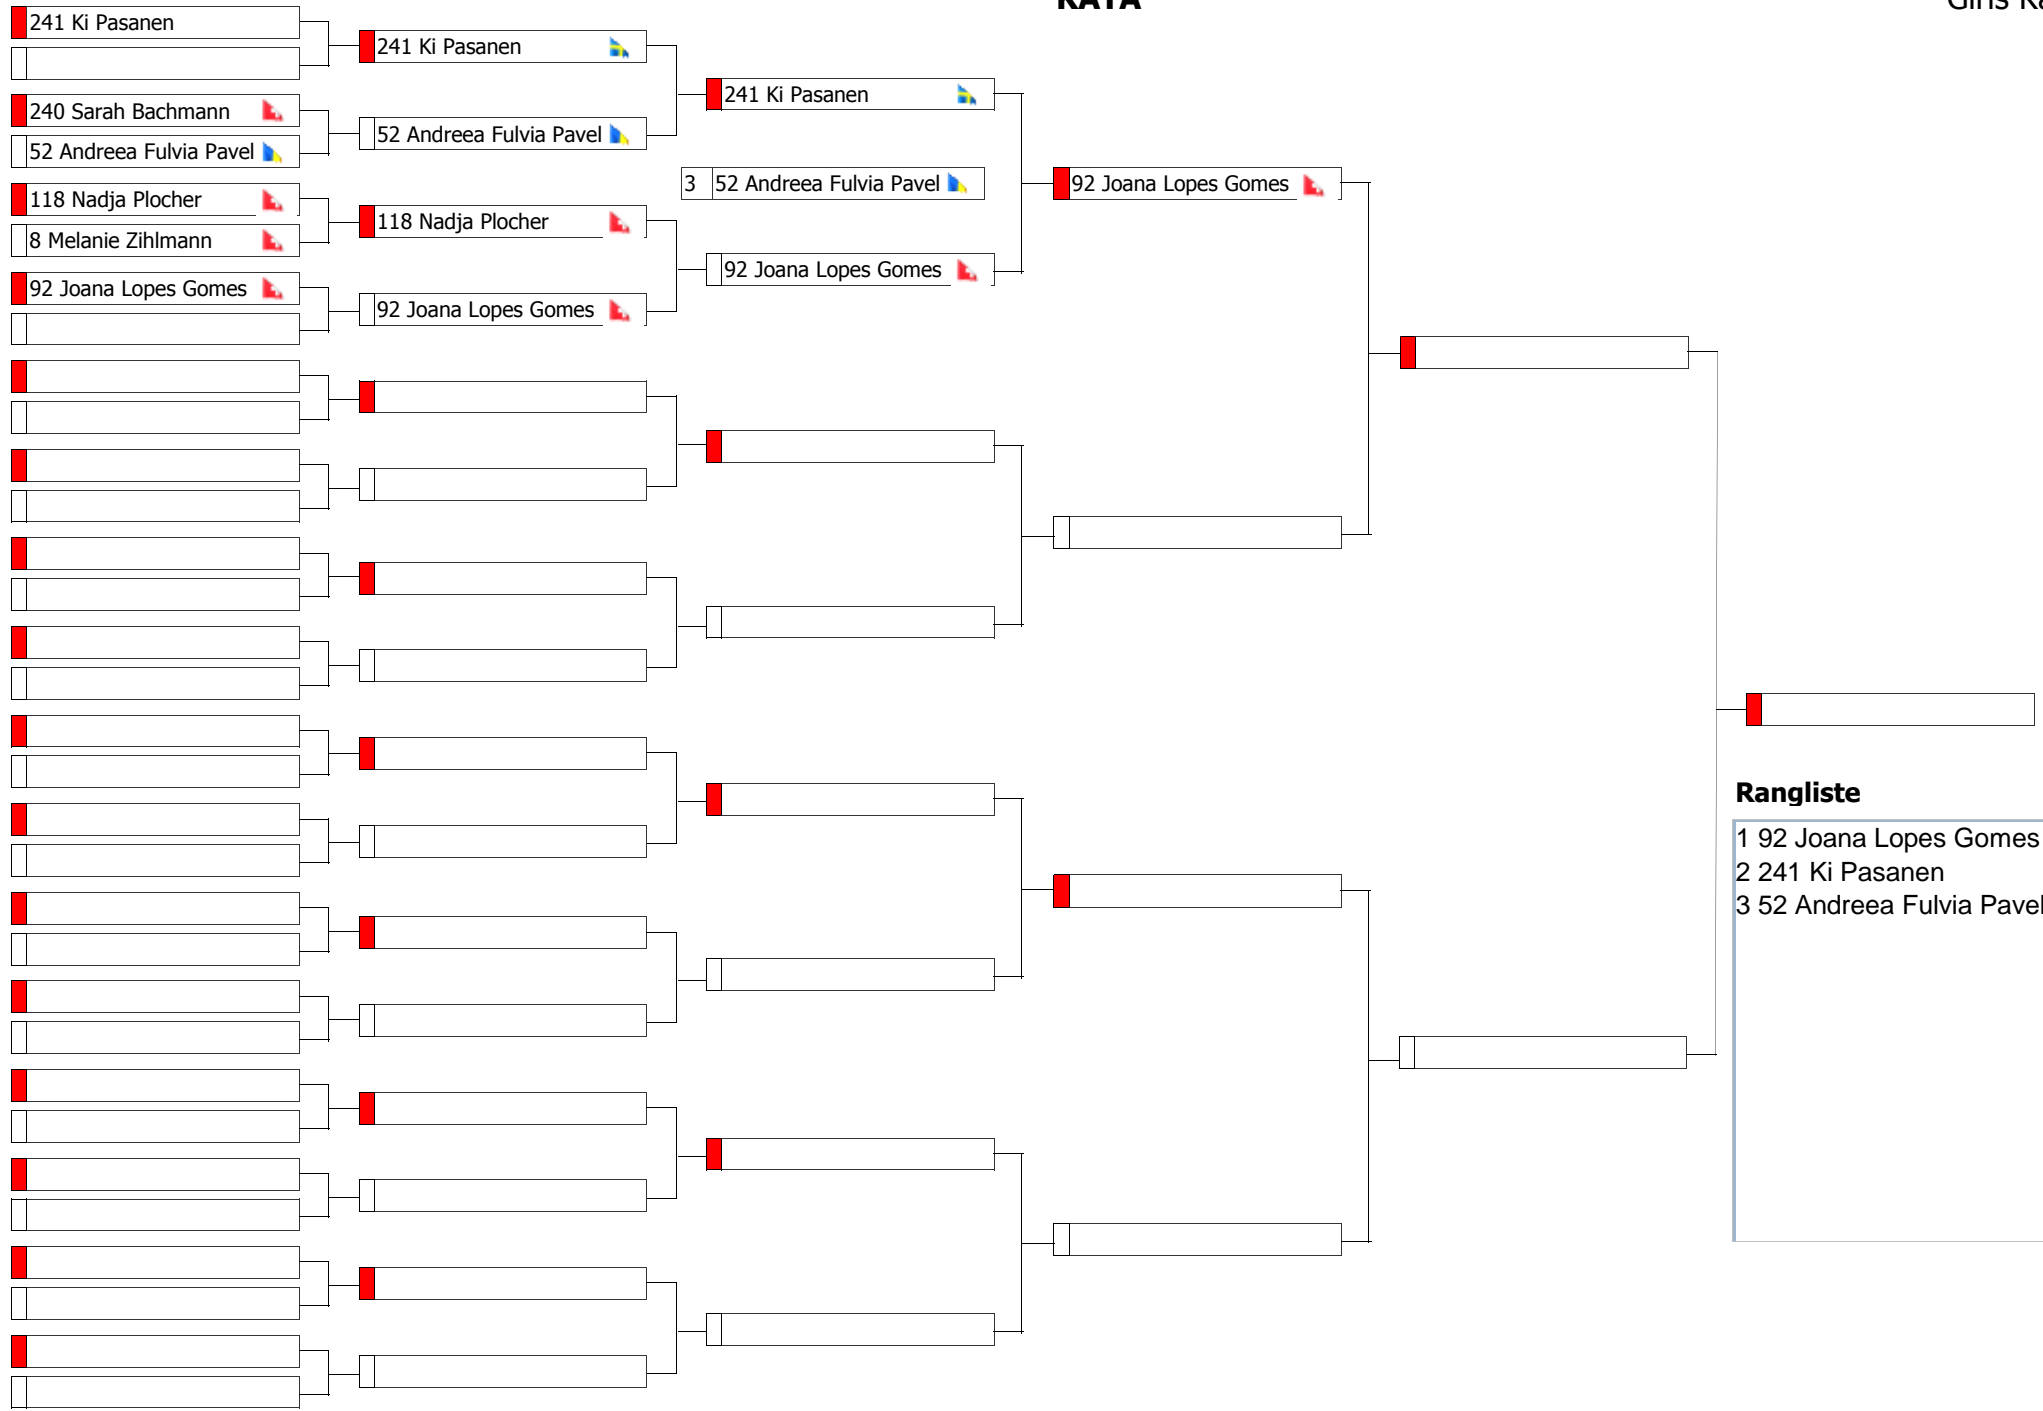 KATA
241 Ki Pasanen
240 Sarah Bachmann
52 Andreea Fulvia Pavel
118 Nadja Plocher
8 Melanie Zihlmann
92 Joana Lopes Gomes
241 Ki Pasanen
52 Andreea Fulvia Pavel
118 Nadja Plocher
92 Joana Lopes Gomes
241 Ki Pasanen
3 52 Andreea Fulvia Pavel
92 Joana Lopes Gomes
92 Joana Lopes Gomes
Rangliste
1 92 Joana Lopes Gomes
2 241 Ki Pasanen
3 52 Andreea Fulvia Pavel